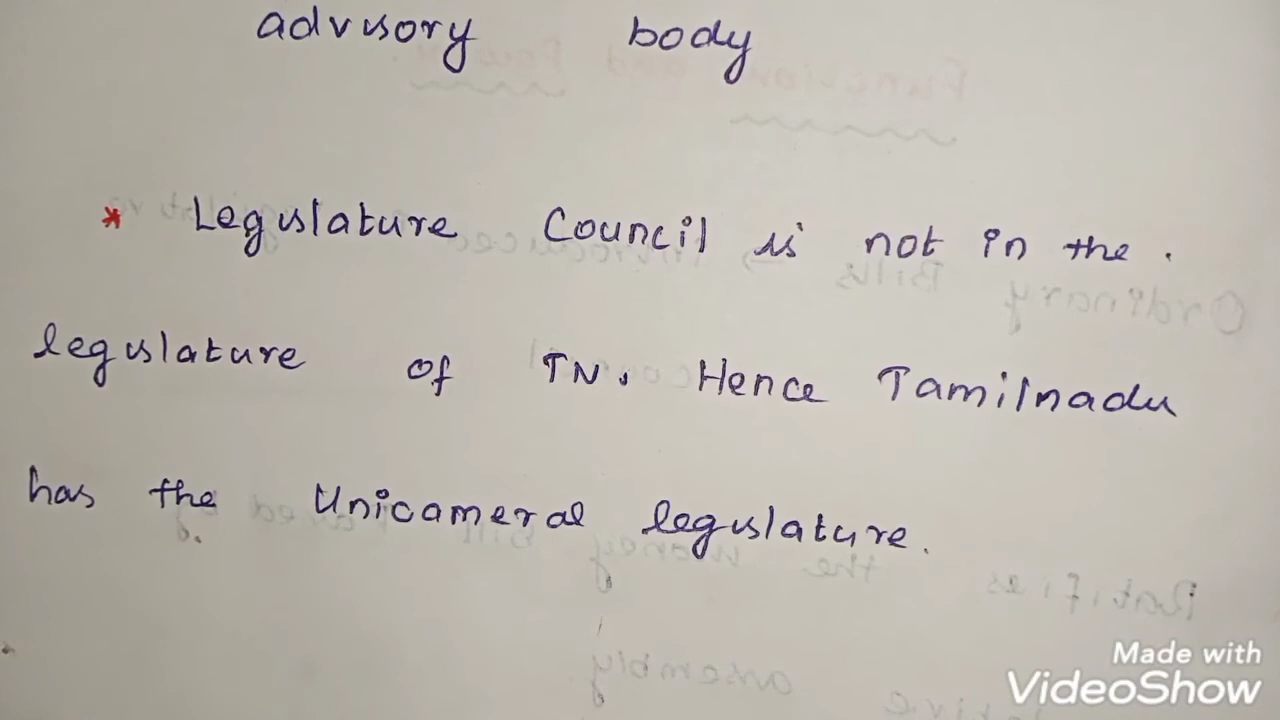 advisory body
* Legislature Council is not in the.
legislature of TN. Hence Tamilnadu
has the Unicameral legislature.
Made with
VideoShow